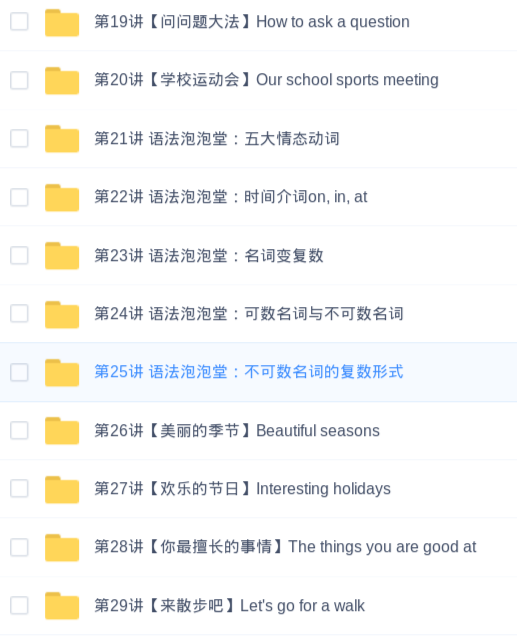 第19讲【问问题大法】How to ask a question
第20讲【学校运动会】Our school sports meeting
第21讲 语法泡泡堂：五大情态动词
第22讲 语法泡泡堂：时间介词on, in, at
第23讲 语法泡泡堂：名词变复数
第24讲 语法泡泡堂：可数名词与不可数名词
第25讲 语法泡泡堂：不可数名词的复数形式
第26讲【美丽的季节】Beautiful seasons
第27讲【欢乐的节日】Interesting holidays
第28讲【你最擅长的事情】The things you are good at
第29讲【来散步吧】Let's go for a walk